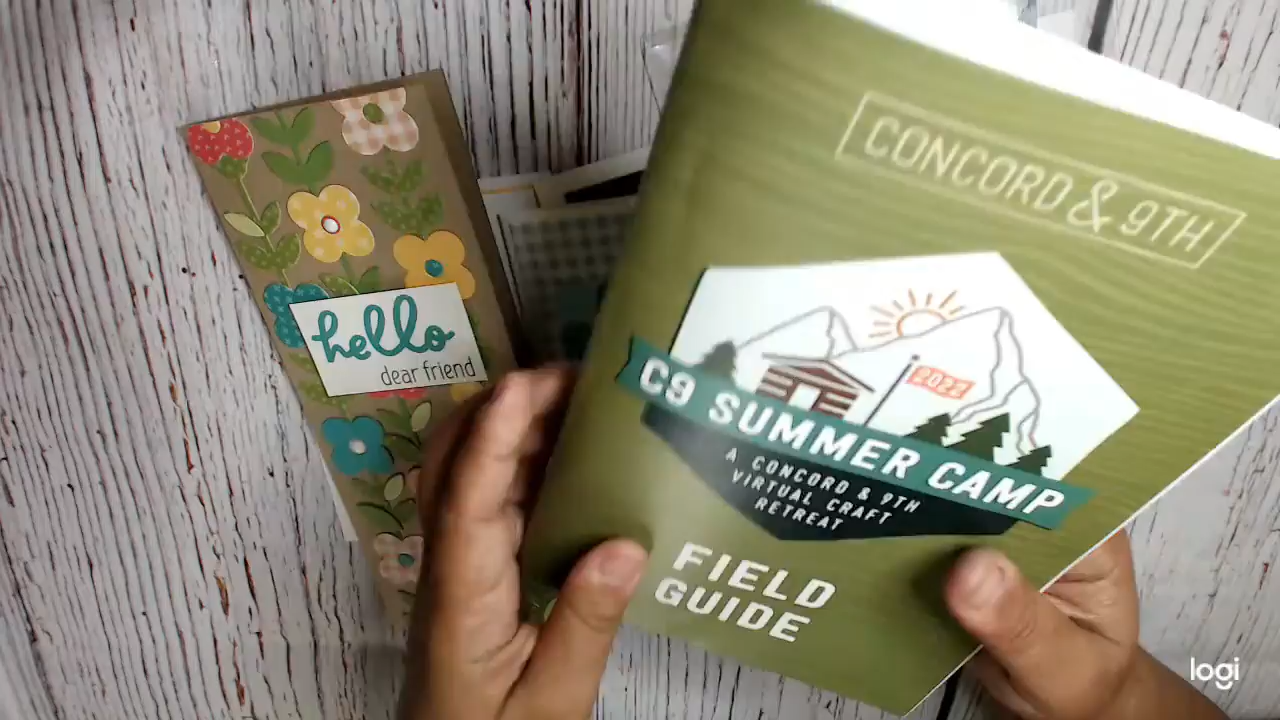 hello
dear friend
CONCORD & 9TH
2022
C9 SUMMER CAMP
A CONCORD & 9TH
VIRTUAL CRAFT
RETREAT
FIELD
GUIDE
logi